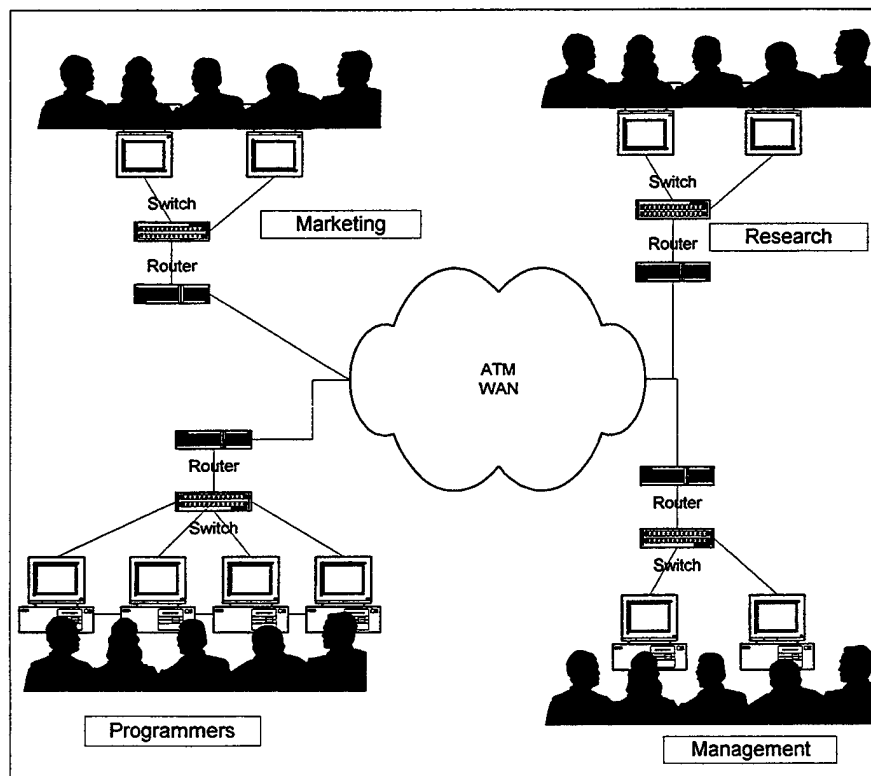 Switch
Marketing
Router
Switch
Research
Router
ATM
WAN
Router
Switch
Programmers
Router
Switch
Management